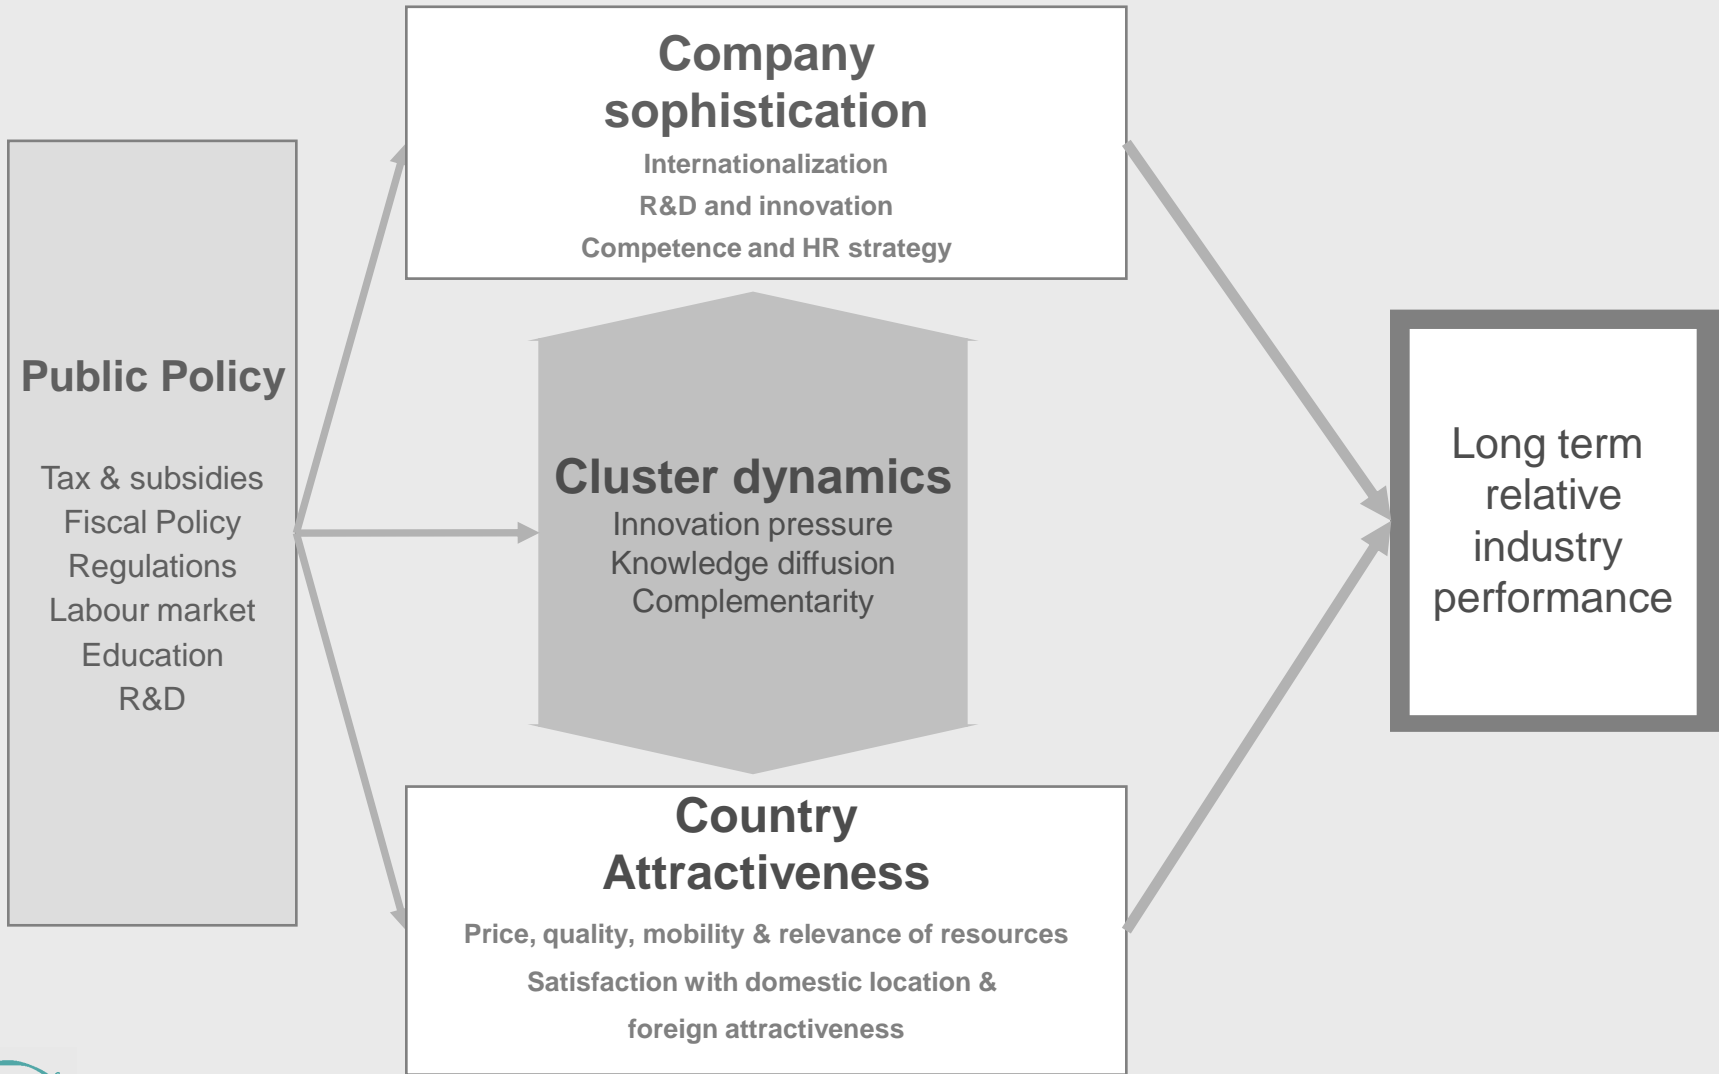 Company
sophistication
Internationalization
R&D and innovation
Competence and HR strategy
Public Policy
Tax & subsidies
Fiscal Policy
Regulations
Labour market
Education
R&D
Cluster dynamics
Innovation pressure
Knowledge diffusion
Complementarity
Long term
relative
industry
performance
Country
Attractiveness
Price, quality, mobility & relevance of resources
Satisfaction with domestic location &
foreign attractiveness